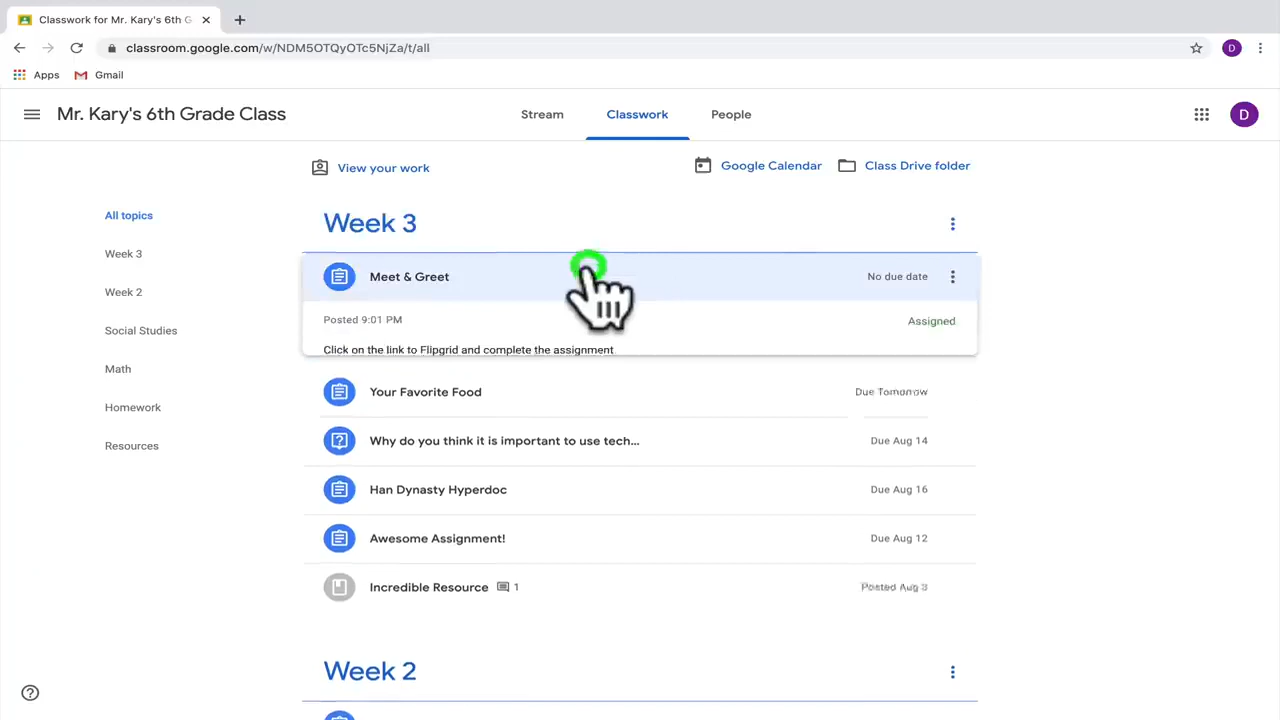 Classwork for Mr. Kary's 6th G
classroom.google.com/w/NDM5OTQyOTc5NjZa/t/all
D
Apps
Gmail
Mr. Kary's 6th Grade Class
Stream
Classwork
People
D
View your work
Google Calendar
Class Drive folder
All topics
Week 3
Week 2
Social Studies
Math
Homework
Resources
Week 3
Meet & Greet
No due date
Posted 9:01 PM
Assigned
Click on the link to Flipgrid and complete the assignment
Your Favorite Food
Due Tomorrow
Why do you think it is important to use tech...
Due Aug 14
Han Dynasty Hyperdoc
Due Aug 16
Awesome Assignment!
Due Aug 12
Incredible Resource 1
Posted Aug 3
Week 2